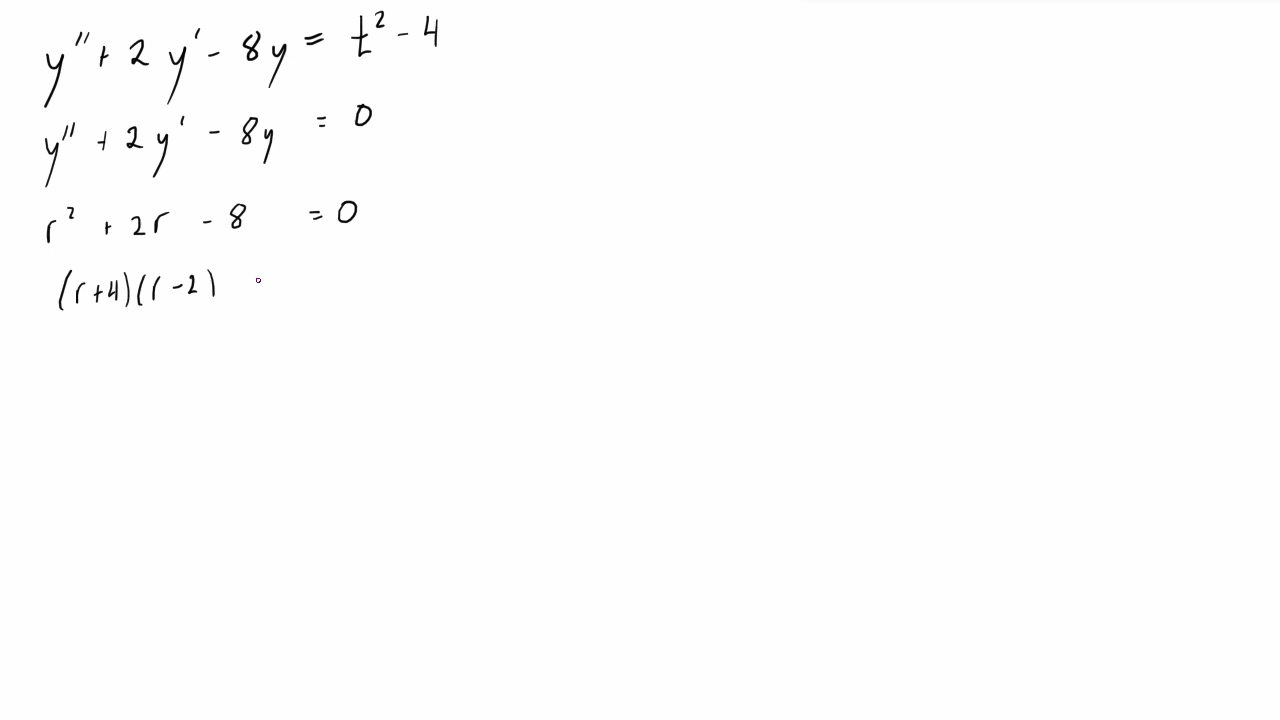 y'' + 2y' - 8y = t² - 4
y'' + 2y' - 8y = 0
r² + 2r - 8 = 0
(r+4)(r-2)